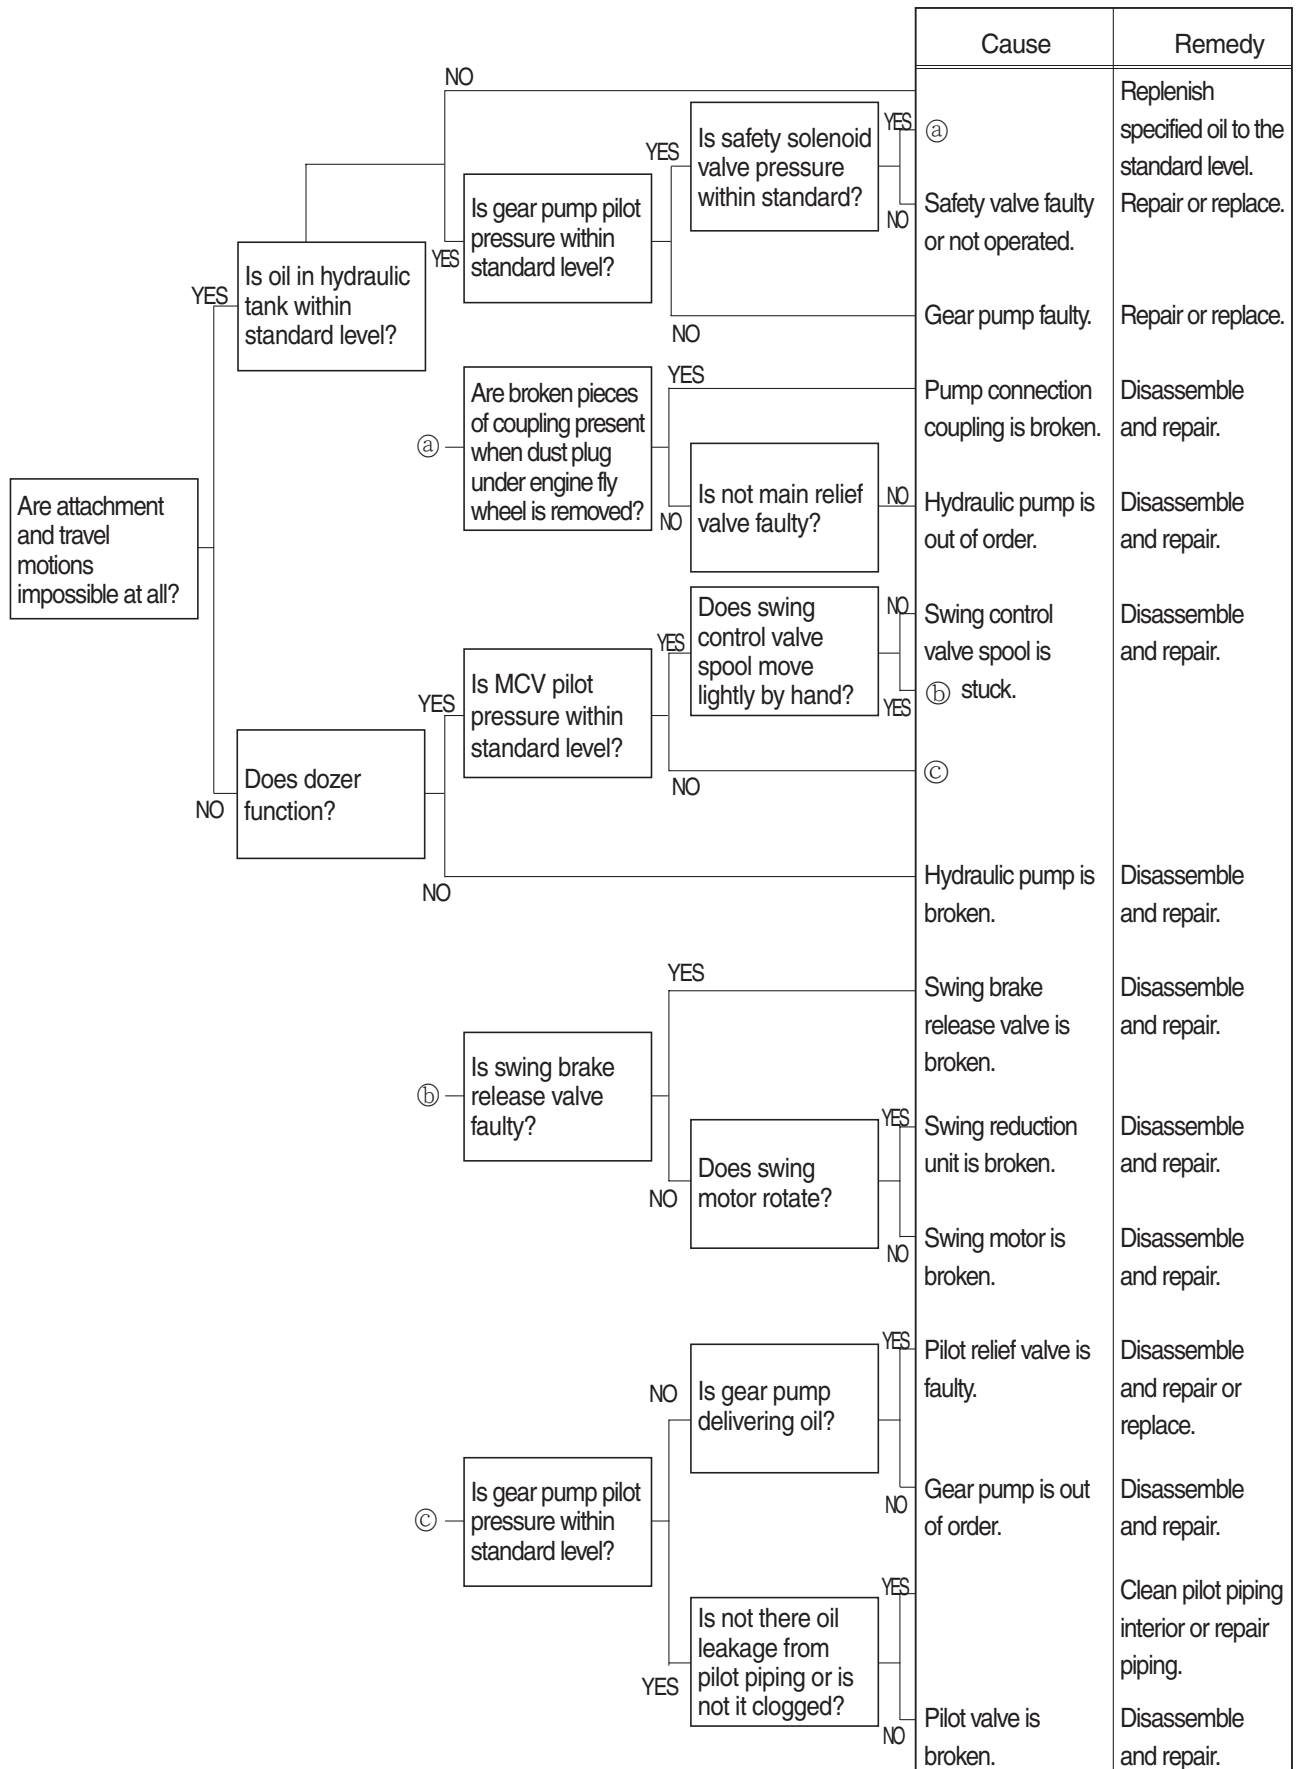 Cause
Remedy
NO
Replenish
specified oil to the
standard level.
YES
Is safety solenoid
valve pressure
within standard?
YES
ⓐ
NO
Safety valve faulty
or not operated.
Repair or replace.
Is gear pump pilot
pressure within
standard level?
YES
Is oil in hydraulic
tank within
standard level?
YES
NO
Gear pump faulty.
Repair or replace.
ⓐ
Are broken pieces
of coupling present
when dust plug
under engine fly
wheel is removed?
YES
Pump connection
coupling is broken.
Disassemble
and repair.
NO
Is not main relief
valve faulty?
NO
Hydraulic pump is
out of order.
Disassemble
and repair.
Are attachment
and travel
motions
impossible at all?
Does swing
control valve
spool move
lightly by hand?
NO
Swing control
valve spool is
ⓑ stuck.
Disassemble
and repair.
YES
YES
Is MCV pilot
pressure within
standard level?
YES
NO
ⓒ
NO
Does dozer
function?
NO
Hydraulic pump is
broken.
Disassemble
and repair.
YES
Swing brake
release valve is
broken.
Disassemble
and repair.
ⓑ
Is swing brake
release valve
faulty?
NO
Does swing
motor rotate?
YES
Swing reduction
unit is broken.
Disassemble
and repair.
NO
Swing motor is
broken.
Disassemble
and repair.
NO
Is gear pump
delivering oil?
YES
Pilot relief valve is
faulty.
Disassemble
and repair or
replace.
NO
Gear pump is out
of order.
Disassemble
and repair.
ⓒ
Is gear pump pilot
pressure within
standard level?
YES
Is not there oil
leakage from
pilot piping or is
not it clogged?
YES
Clean pilot piping
interior or repair
piping.
NO
Pilot valve is
broken.
Disassemble
and repair.